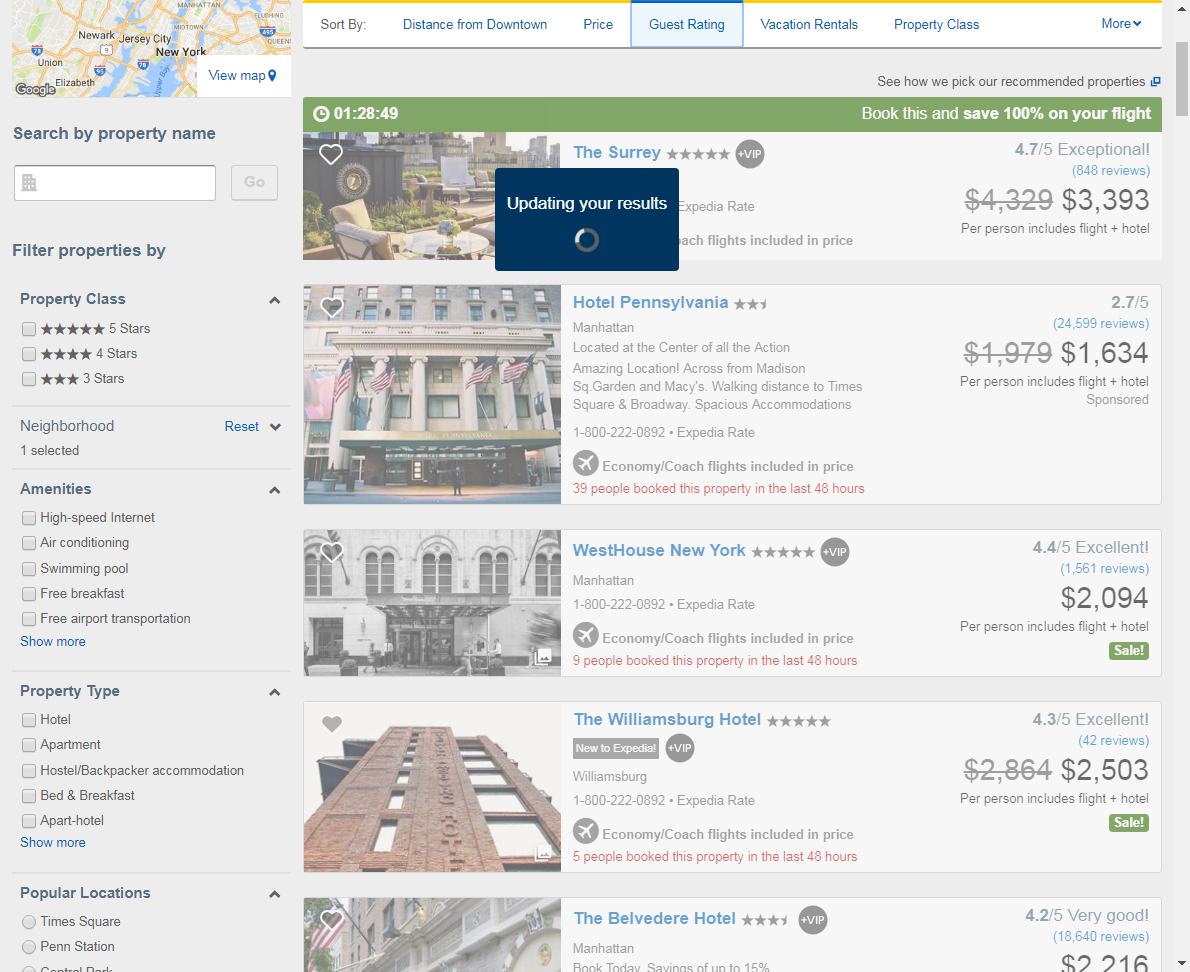 MANHATTAN
FLUSHING
MIDTOWN
QUEENS
Newark
Jersey City
New York
Union
Elizabeth
Upper Bay
78
9
495
95
78
Google
View map
Search by property name
Go
Filter properties by
Property Class
★★★★★ 5 Stars
★★★★ 4 Stars
★★★ 3 Stars
Neighborhood
Reset
1 selected
Amenities
High-speed Internet
Air conditioning
Swimming pool
Free breakfast
Free airport transportation
Show more
Property Type
Hotel
Apartment
Hostel/Backpacker accommodation
Bed & Breakfast
Apart-hotel
Show more
Popular Locations
Times Square
Penn Station
Central Park
Sort By: Distance from Downtown Price Guest Rating Vacation Rentals Property Class More
See how we pick our recommended properties
01:28:49 Book this and save 100% on your flight
The Surrey ★★★★★ +VIP
Updating your results
Expedia Rate
ach flights included in price
4.7/5 Exceptional!
(848 reviews)
$4,329 $3,393
Per person includes flight + hotel
Hotel Pennsylvania
Manhattan
Located at the Center of all the Action
Amazing Location! Across from Madison
Sq.Garden and Macy's. Walking distance to Times
Square & Broadway. Spacious Accommodations
1-800-222-0892 • Expedia Rate
Economy/Coach flights included in price
39 people booked this property in the last 48 hours
2.7/5
(24,599 reviews)
$1,979 $1,634
Per person includes flight + hotel
Sponsored
WestHouse New York ★★★★★ +VIP
Manhattan
1-800-222-0892 • Expedia Rate
Economy/Coach flights included in price
9 people booked this property in the last 48 hours
4.4/5 Excellent!
(1,561 reviews)
$2,094
Per person includes flight + hotel
Sale!
The Williamsburg Hotel ★★★★★
New to Expedia! +VIP
Williamsburg
1-800-222-0892 • Expedia Rate
Economy/Coach flights included in price
5 people booked this property in the last 48 hours
4.3/5 Excellent!
(42 reviews)
$2,864 $2,503
Per person includes flight + hotel
Sale!
The Belvedere Hotel +VIP
Manhattan
Book Today. Savings of up to 15%
4.2/5 Very good!
(18,640 reviews)
$2,216